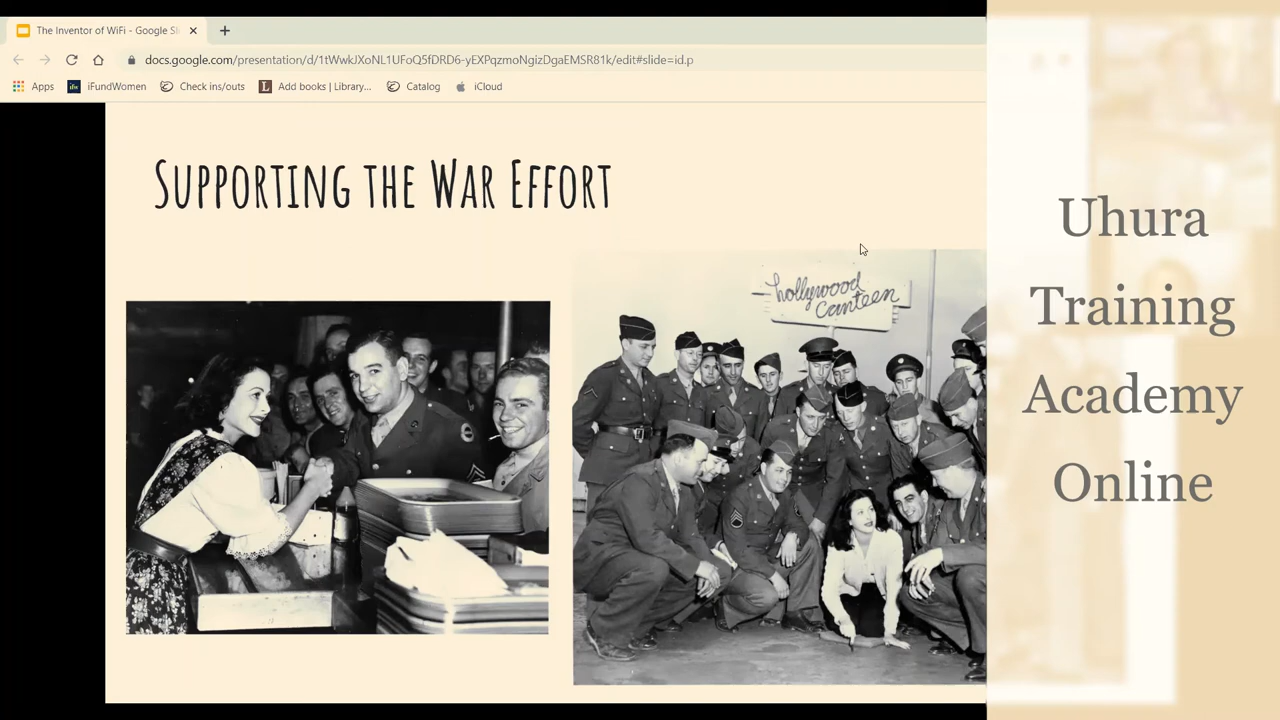 The Inventor of WiFi - Google Sl
docs.google.com/presentation/d/1tWwkJXoNL1UFoQ5fDRD6-yEXPqzmoNgizDgaEMSR81k/edit#slide=id.p
Apps iFundWomen Check ins/outs Add books | Library... Catalog iCloud
SUPPORTING THE WAR EFFORT
hollywood
canteen
Uhura
Training
Academy
Online